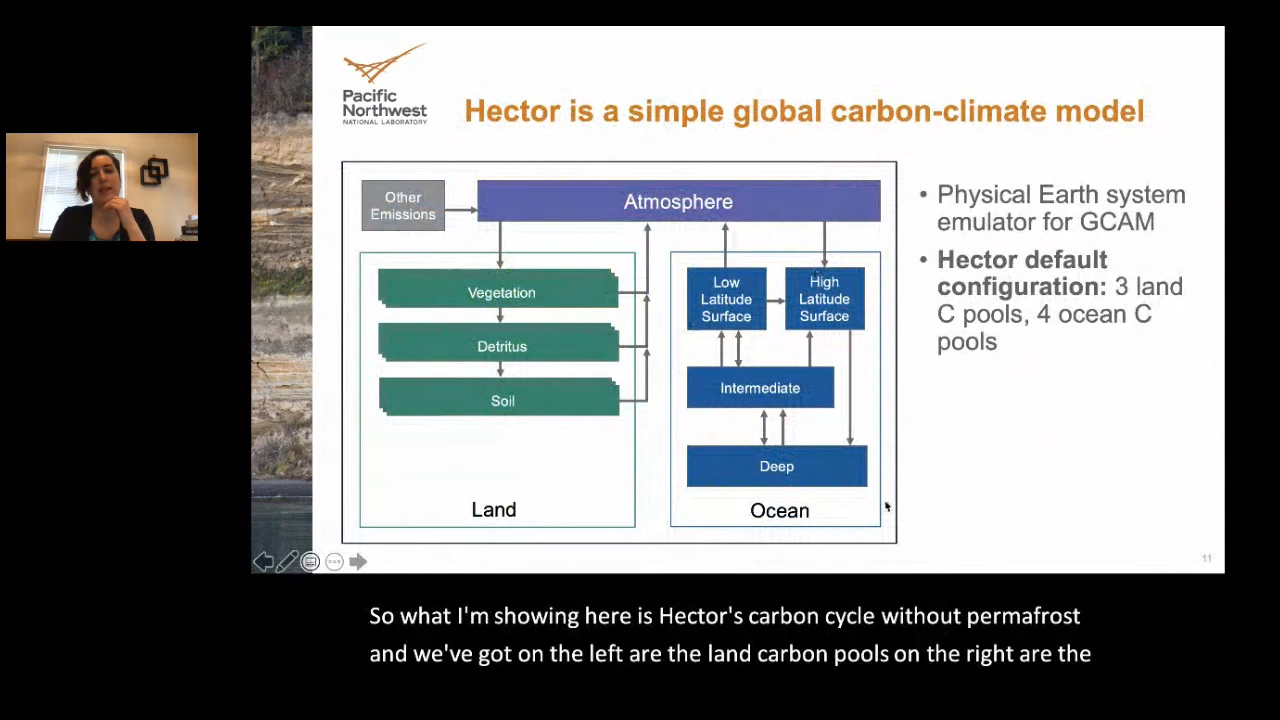 Pacific
Northwest
NATIONAL LABORATORY
Hector is a simple global carbon-climate model
Other
Emissions
Atmosphere
Vegetation
Detritus
Soil
Land
Low
Latitude
Surface
High
Latitude
Surface
Intermediate
Deep
Ocean
• Physical Earth system
emulator for GCAM
• Hector default
configuration: 3 land
C pools, 4 ocean C
pools
11
So what I'm showing here is Hector's carbon cycle without permafrost
and we've got on the left are the land carbon pools on the right are the